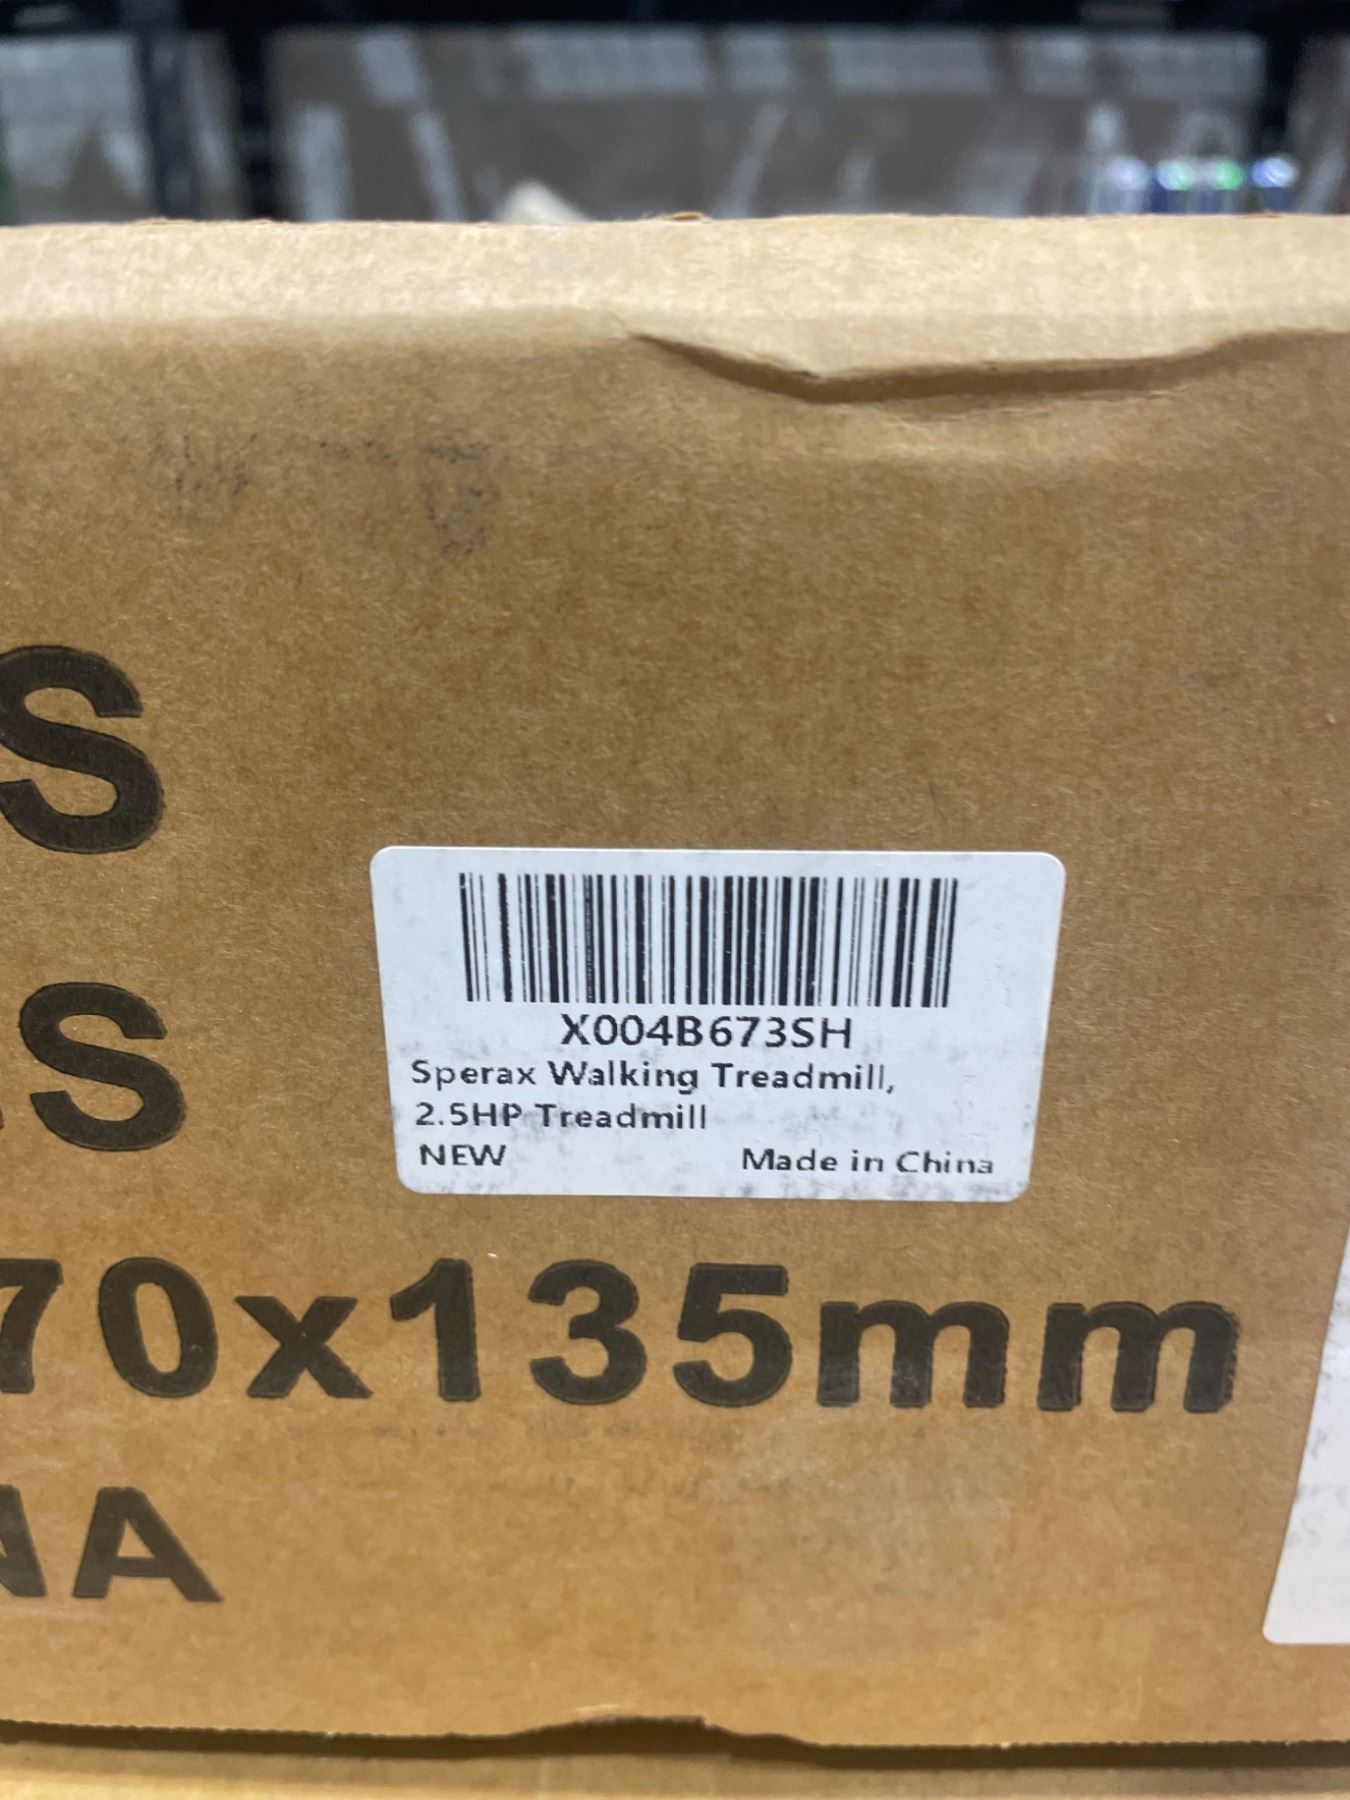 S
S
X004B673SH
Sperax Walking Treadmill,
2.5HP Treadmill
NEW Made in China
70x135mm
NA